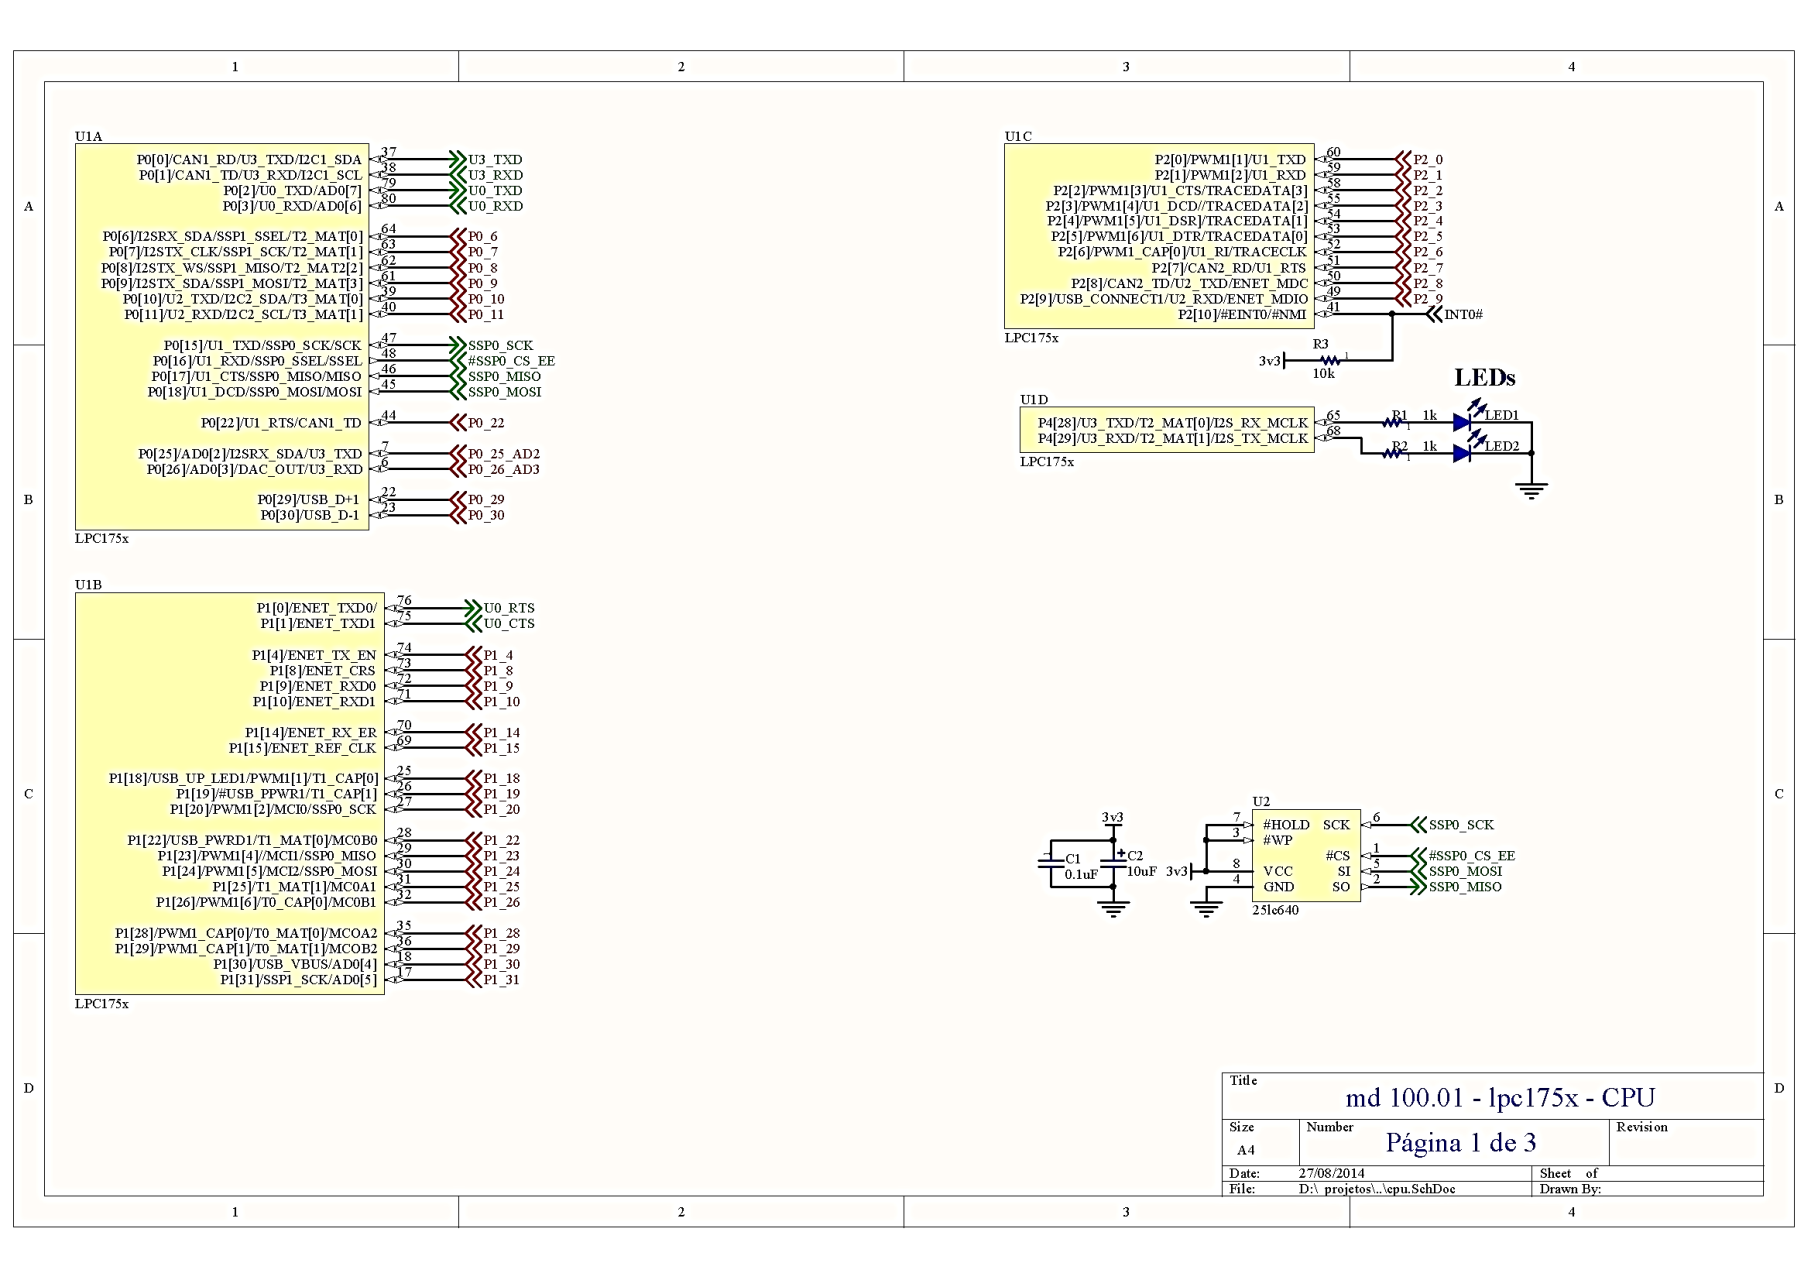 1 2 3 4
A
B
C
D
U1A
P0[0]/CAN1_RD/U3_TXD/I2C1_SDA 37 U3_TXD
P0[1]/CAN1_TD/U3_RXD/I2C1_SCL 38 U3_RXD
P0[2]/U0_TXD/AD0[7] 79 U0_TXD
P0[3]/U0_RXD/AD0[6] 80 U0_RXD
P0[6]/I2SRX_SDA/SSP1_SSEL/T2_MAT[0] 64 P0_6
P0[7]/I2STX_CLK/SSP1_SCK/T2_MAT[1] 63 P0_7
P0[8]/I2STX_WS/SSP1_MISO/T2_MAT2[2] 62 P0_8
P0[9]/I2STX_SDA/SSP1_MOSI/T2_MAT[3] 61 P0_9
P0[10]/U2_TXD/I2C2_SDA/T3_MAT[0] 39 P0_10
P0[11]/U2_RXD/I2C2_SCL/T3_MAT[1] 40 P0_11
P0[15]/U1_TXD/SSP0_SCK/SCK 47 SSP0_SCK
P0[16]/U1_RXD/SSP0_SSEL/SSEL 48 #SSP0_CS_EE
P0[17]/U1_CTS/SSP0_MISO/MISO 46 SSP0_MISO
P0[18]/U1_DCD/SSP0_MOSI/MOSI 45 SSP0_MOSI
P0[22]/U1_RTS/CAN1_TD 44 P0_22
P0[25]/AD0[2]/I2SRX_SDA/U3_TXD 7 P0_25_AD2
P0[26]/AD0[3]/DAC_OUT/U3_RXD 6 P0_26_AD3
P0[29]/USB_D+1 22 P0_29
P0[30]/USB_D-1 23 P0_30
LPC175x
U1B
P1[0]/ENET_TXD0/ 76 U0_RTS
P1[1]/ENET_TXD1 75 U0_CTS
P1[4]/ENET_TX_EN 74 P1_4
P1[8]/ENET_CRS 73 P1_8
P1[9]/ENET_RXD0 72 P1_9
P1[10]/ENET_RXD1 71 P1_10
P1[14]/ENET_RX_ER 70 P1_14
P1[15]/ENET_REF_CLK 69 P1_15
P1[18]/USB_UP_LED1/PWM1[1]/T1_CAP[0] 25 P1_18
P1[19]/#USB_PPWR1/T1_CAP[1] 26 P1_19
P1[20]/PWM1[2]/MCI0/SSP0_SCK 27 P1_20
P1[22]/USB_PWRD1/T1_MAT[0]/MC0B0 28 P1_22
P1[23]/PWM1[4]//MCI1/SSP0_MISO 29 P1_23
P1[24]/PWM1[5]/MCI2/SSP0_MOSI 30 P1_24
P1[25]/T1_MAT[1]/MC0A1 31 P1_25
P1[26]/PWM1[6]/T0_CAP[0]/MC0B1 32 P1_26
P1[28]/PWM1_CAP[0]/T0_MAT[0]/MCOA2 35 P1_28
P1[29]/PWM1_CAP[1]/T0_MAT[1]/MCOB2 36 P1_29
P1[30]/USB_VBUS/AD0[4] 18 P1_30
P1[31]/SSP1_SCK/AD0[5] 17 P1_31
LPC175x
U1C
P2[0]/PWM1[1]/U1_TXD 60 P2_0
P2[1]/PWM1[2]/U1_RXD 59 P2_1
P2[2]/PWM1[3]/U1_CTS/TRACEDATA[3] 58 P2_2
P2[3]/PWM1[4]/U1_DCD//TRACEDATA[2] 55 P2_3
P2[4]/PWM1[5]/U1_DSR]/TRACEDATA[1] 54 P2_4
P2[5]/PWM1[6]/U1_DTR/TRACEDATA[0] 53 P2_5
P2[6]/PWM1_CAP[0]/U1_RI/TRACECLK 52 P2_6
P2[7]/CAN2_RD/U1_RTS 51 P2_7
P2[8]/CAN2_TD/U2_TXD/ENET_MDC 50 P2_8
P2[9]/USB_CONNECT1/U2_RXD/ENET_MDIO 49 P2_9
P2[10]/#EINT0/#NMI 41 INT0#
LPC175x
R3
3v3 1
10k
LEDs
U1D
P4[28]/U3_TXD/T2_MAT[0]/I2S_RX_MCLK 65 R1 1 1k LED1
P4[29]/U3_RXD/T2_MAT[1]/I2S_TX_MCLK 68 R2 1 1k LED2
LPC175x
3v3
1 C1 0.1uF
+ C2 10uF
U2
7 #HOLD SCK 6 SSP0_SCK
3 #WP
#CS 1 #SSP0_CS_EE
3v3 8 VCC SI 5 SSP0_MOSI
4 GND SO 2 SSP0_MISO
25lc640
A
B
C
D
Title
md 100.01 - lpc175x - CPU
Size Number Revision
A4 Página 1 de 3
Date: 27/08/2014 Sheet of
File: D:\ projetos\..\cpu.SchDoc Drawn By:
1 2 3 4